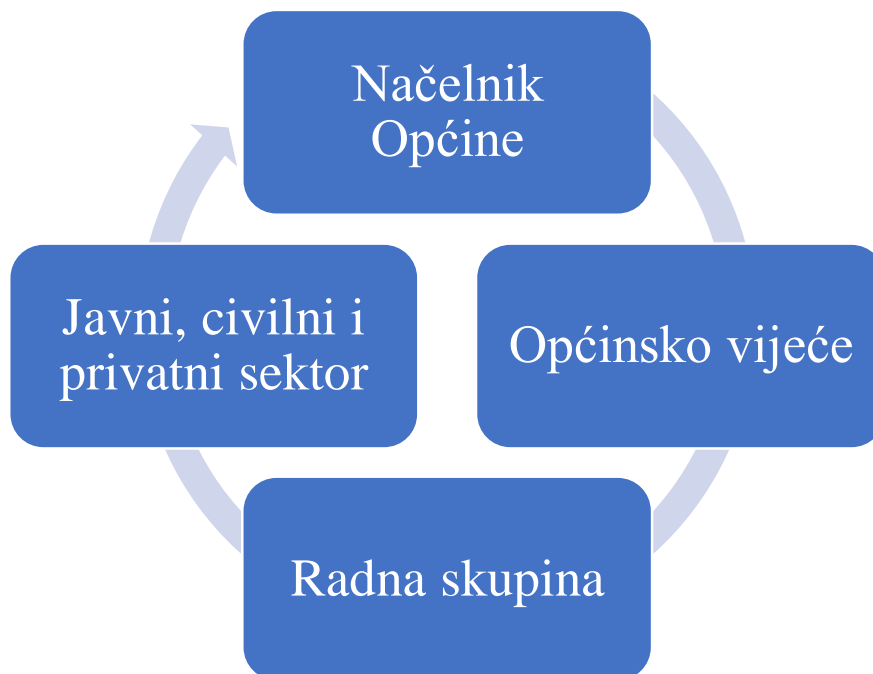 Načelnik
Općine
Općinsko vijeće
Radna skupina
Javni, civilni i
privatni sektor